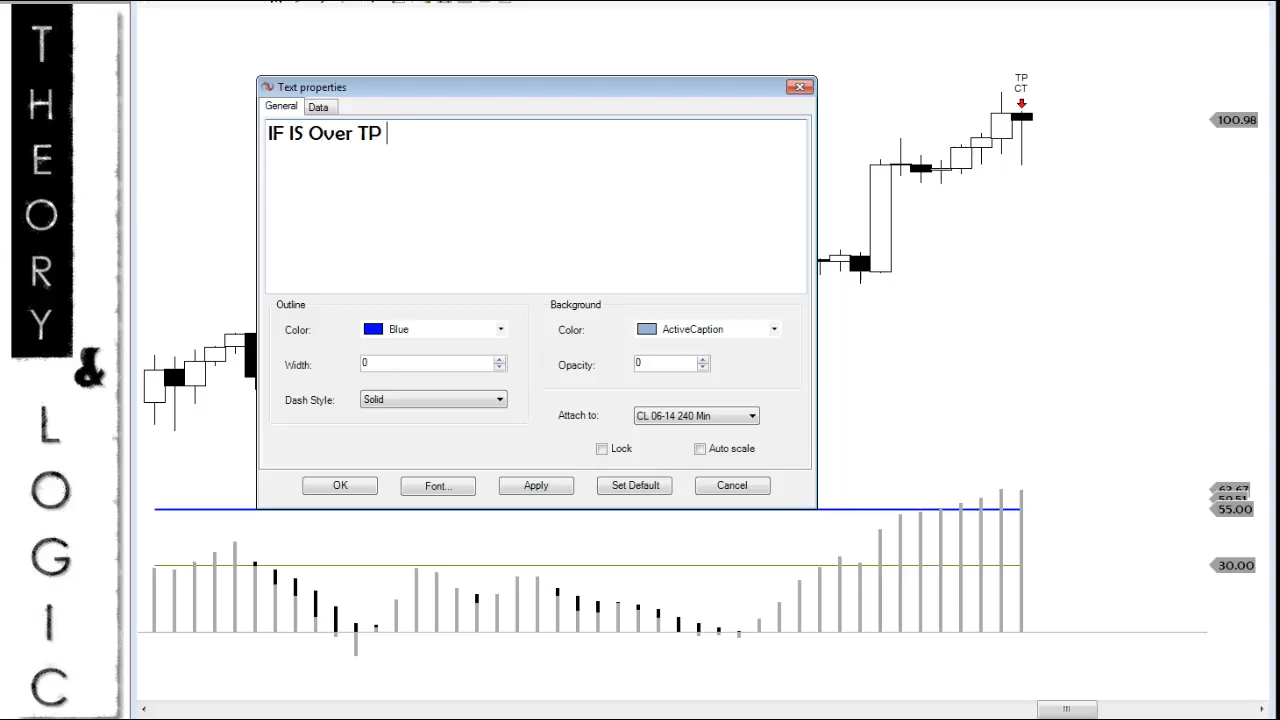 THEORY
&
LOGIC
Text properties
General
Data
IF IS Over TP
Outline
Color:
Blue
Width:
0
Dash Style:
Solid
Background
Color:
ActiveCaption
Opacity:
0
Attach to:
CL 06-14 240 Min
Lock
Auto scale
OK
Font...
Apply
Set Default
Cancel
TP
CT
100.98
55.00
30.00